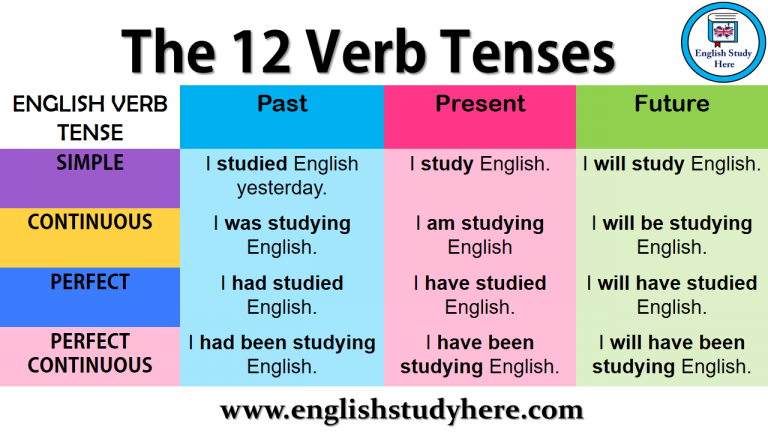 The 12 Verb Tenses
English Study
Here
ENGLISH VERB
TENSE
Past
Present
Future
SIMPLE
I studied English
yesterday.
I study English.
I will study English.
CONTINUOUS
I was studying
English.
I am studying
English
I will be studying
English.
PERFECT
I had studied
English.
I have studied
English.
I will have studied
English.
PERFECT
CONTINUOUS
I had been studying
English.
I have been
studying English.
I will have been
studying English.
www.englishstudyhere.com